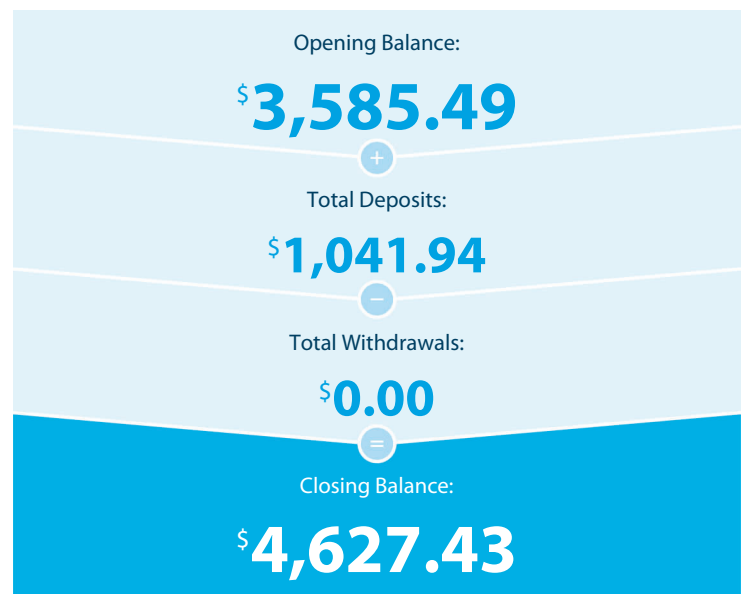 Opening Balance:
$3,585.49
+
Total Deposits:
$1,041.94
−
Total Withdrawals:
$0.00
=
Closing Balance:
$4,627.43